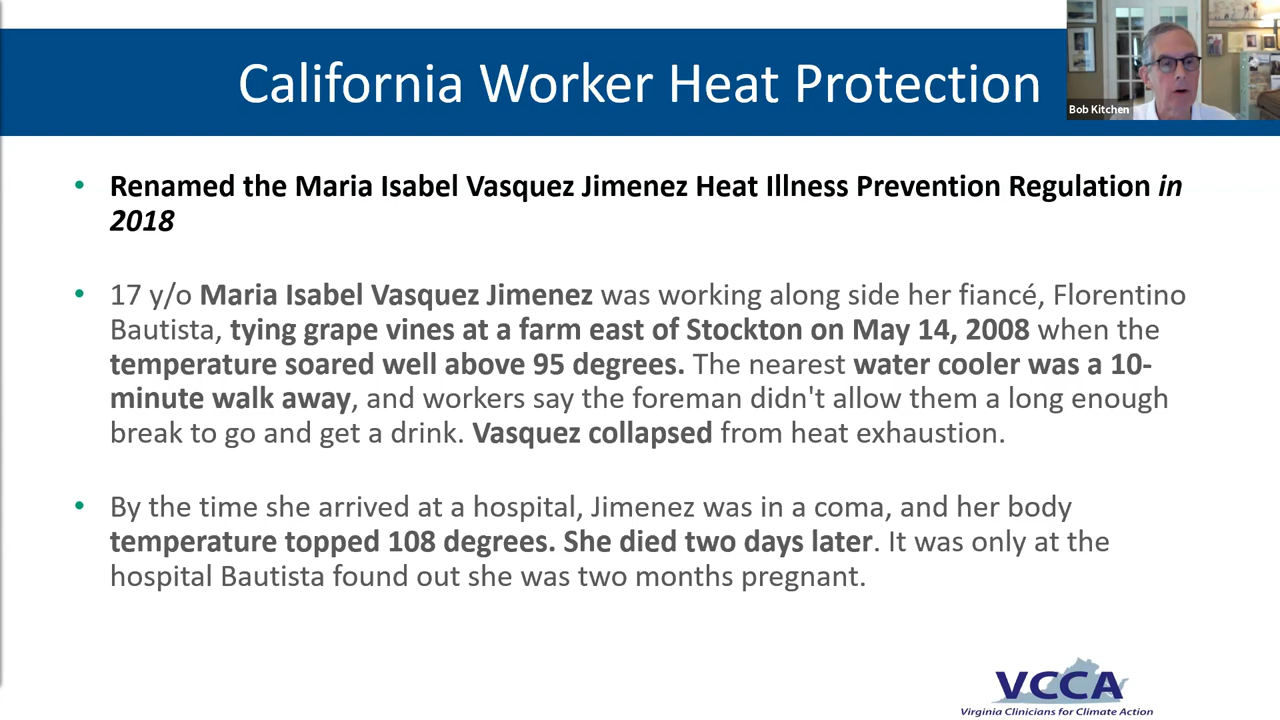 California Worker Heat Protection
Bob Kitchen
• Renamed the Maria Isabel Vasquez Jimenez Heat Illness Prevention Regulation in
2018
• 17 y/o Maria Isabel Vasquez Jimenez was working along side her fiancé, Florentino
Bautista, tying grape vines at a farm east of Stockton on May 14, 2008 when the
temperature soared well above 95 degrees. The nearest water cooler was a 10-
minute walk away, and workers say the foreman didn't allow them a long enough
break to go and get a drink. Vasquez collapsed from heat exhaustion.
• By the time she arrived at a hospital, Jimenez was in a coma, and her body
temperature topped 108 degrees. She died two days later. It was only at the
hospital Bautista found out she was two months pregnant.
VCCA
Virginia Clinicians for Climate Action